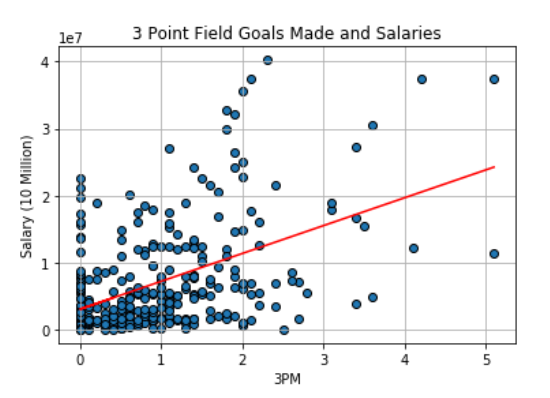 3 Point Field Goals Made and Salaries
1e7
4
3
2
1
0
Salary (10 Million)
0 1 2 3 4 5
3PM